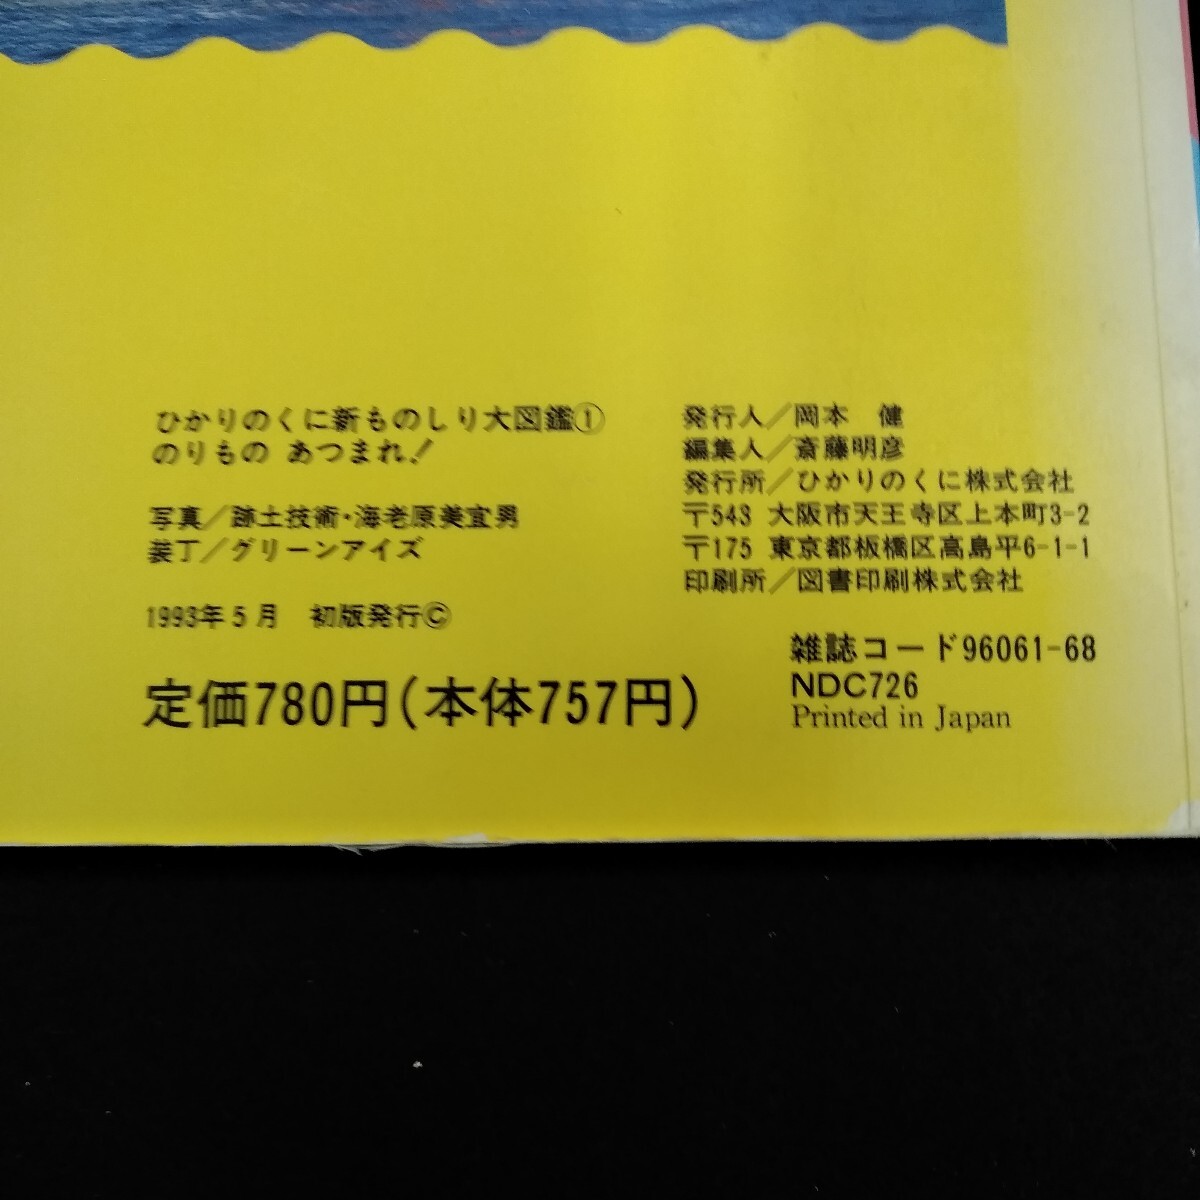 ひかりのくに新ものしり大図鑑①
のりもの あつまれ!
写真/跡土技術・海老原美宜男
装丁/グリーンアイズ
1993年5月 初版発行©
定価780円(本体757円)
発行人/岡本 健
編集人/斎藤明彦
発行所/ひかりのくに株式会社
〒543 大阪市天王寺区上本町3-2
〒175 東京都板橋区高島平6-1-1
印刷所/図書印刷株式会社
雑誌コード96061-68
NDC726
Printed in Japan